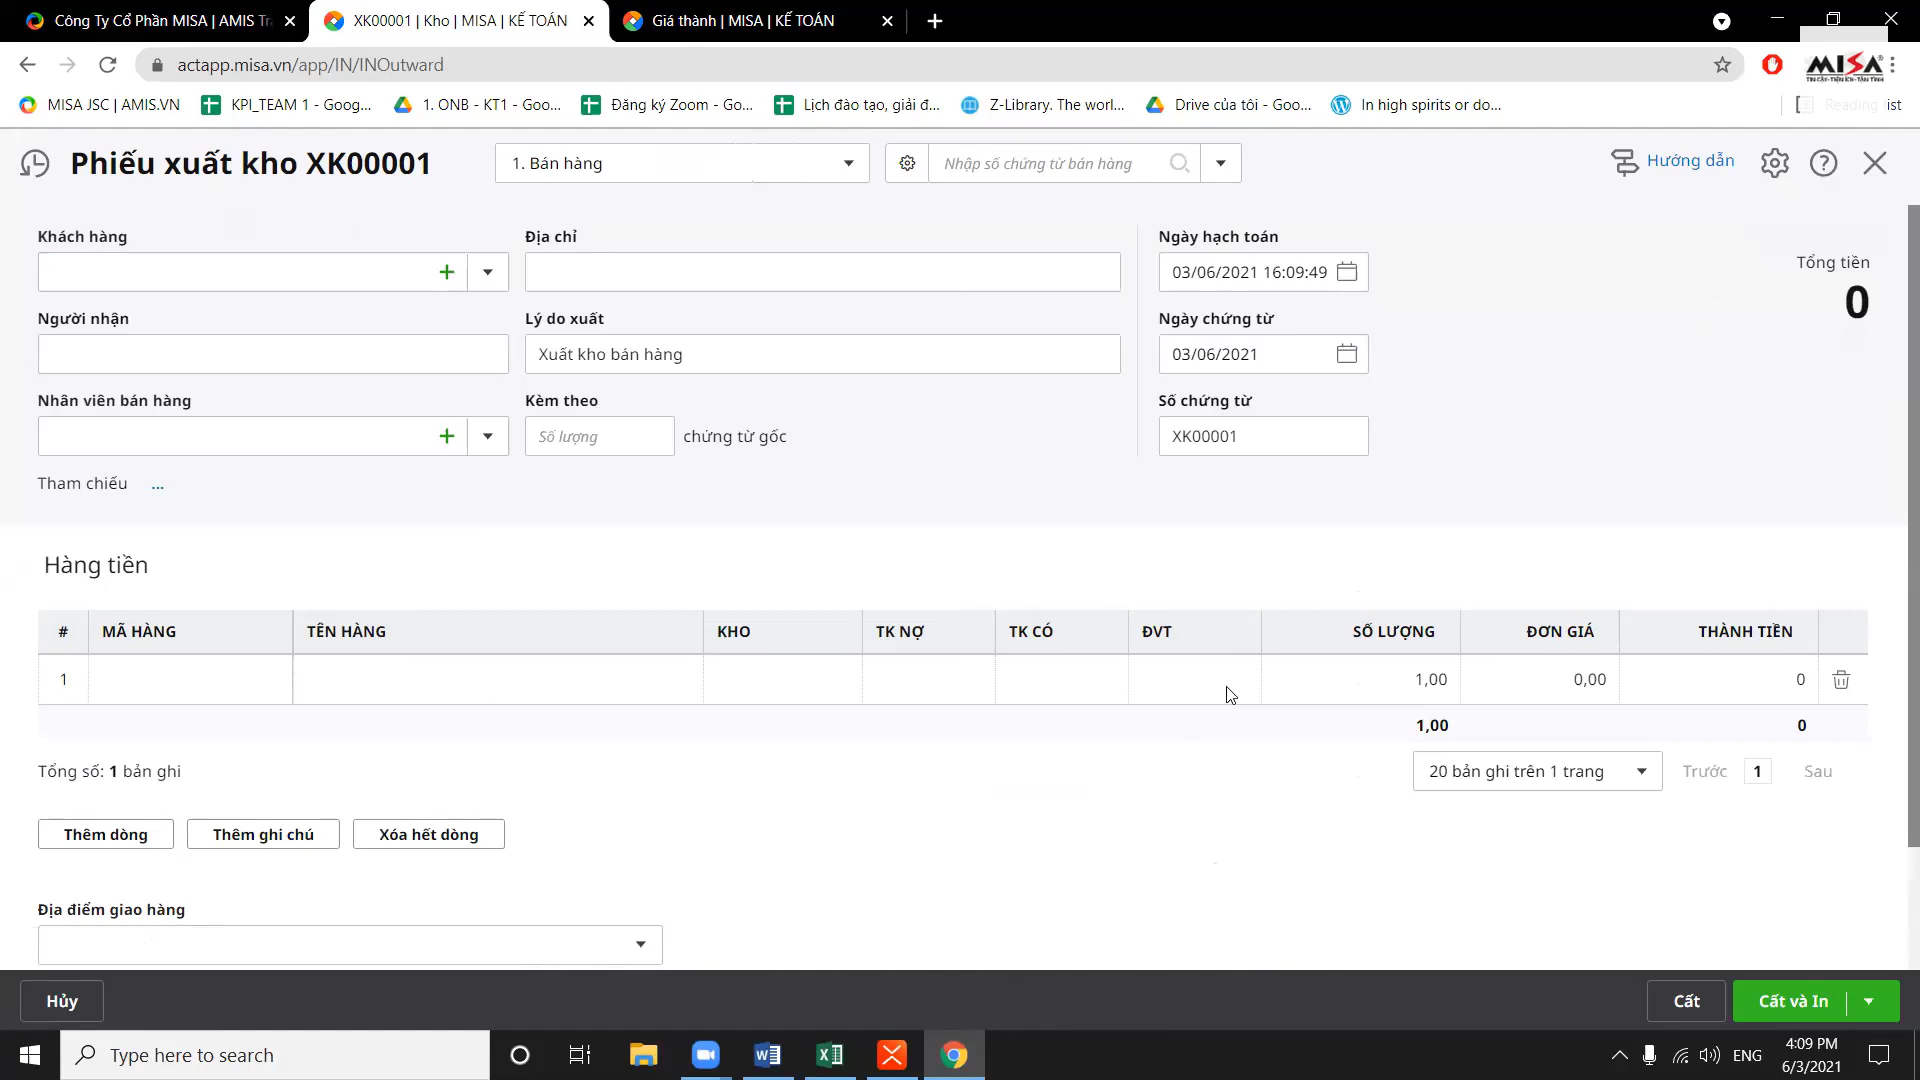 Công Ty Cổ Phần MISA | AMIS Tr
XK00001 | Kho | MISA | KẾ TOÁN
Giá thành | MISA | KẾ TOÁN
actapp.misa.vn/app/IN/INOutward
MISA
TIN CẬY-TIỆN ÍCH-TẬN TÌNH
MISA JSC | AMIS.VN
KPI_TEAM 1 - Goog...
1. ONB - KT1 - Goo...
Đăng ký Zoom - Go...
Lịch đào tạo, giải đ...
Z-Library. The worl...
Drive của tôi - Goo...
In high spirits or do...
Reading list
Phiếu xuất kho XK00001
1. Bán hàng
Nhập số chứng từ bán hàng
Hướng dẫn
Khách hàng
Địa chỉ
Ngày hạch toán
03/06/2021 16:09:49
Tổng tiền
0
Người nhận
Lý do xuất
Xuất kho bán hàng
Ngày chứng từ
03/06/2021
Nhân viên bán hàng
Kèm theo
Số lượng
chứng từ gốc
Số chứng từ
XK00001
Tham chiếu ...
Hàng tiền
# MÃ HÀNG TÊN HÀNG KHO TK NỢ TK CÓ ĐVT SỐ LƯỢNG ĐƠN GIÁ THÀNH TIỀN
1 1,00 0,00 0
1,00 0
Tổng số: 1 bản ghi
20 bản ghi trên 1 trang
Trước 1 Sau
Thêm dòng
Thêm ghi chú
Xóa hết dòng
Địa điểm giao hàng
Hủy
Cất
Cất và In
Type here to search
ENG
4:09 PM
6/3/2021